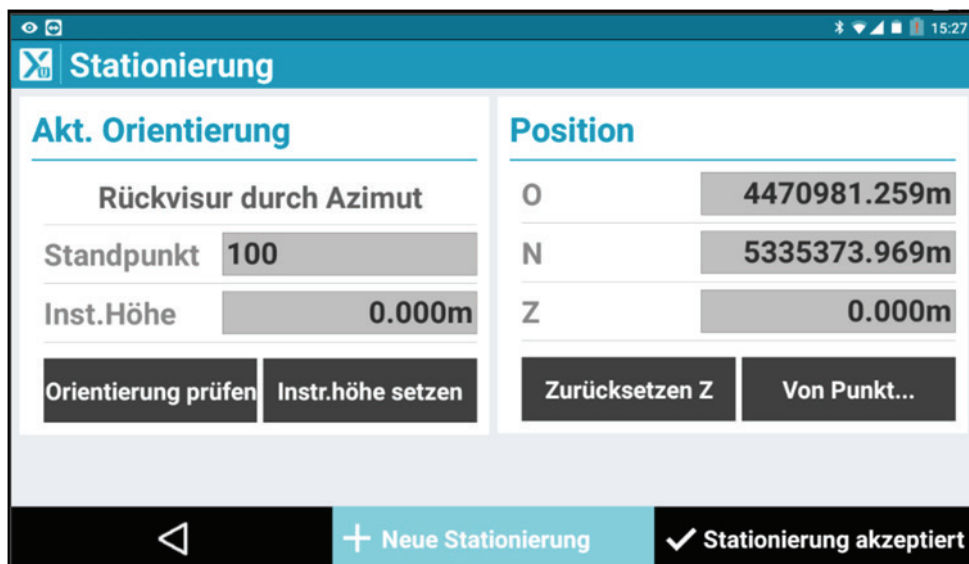 15:27
Stationierung
Akt. Orientierung
Rückvisur durch Azimut
Standpunkt 100
Inst.Höhe 0.000m
Orientierung prüfen Instr.höhe setzen
Position
O 4470981.259m
N 5335373.969m
Z 0.000m
Zurücksetzen Z Von Punkt...
Neue Stationierung Stationierung akzeptiert